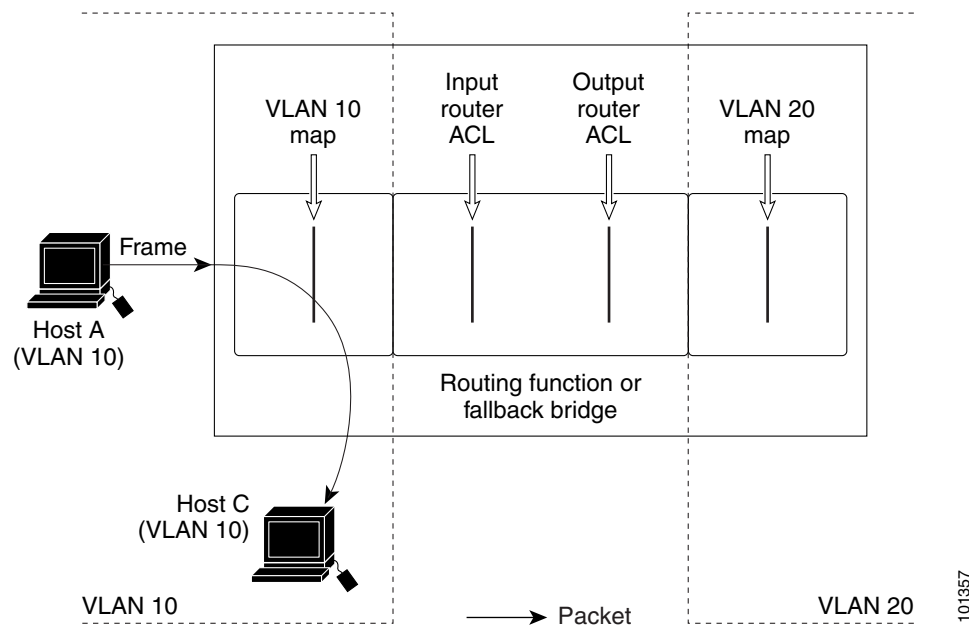 VLAN 10
map
Input
router
ACL
Output
router
ACL
VLAN 20
map
Frame
Host A
(VLAN 10)
Routing function or
fallback bridge
Host C
(VLAN 10)
VLAN 10
Packet
VLAN 20
101357